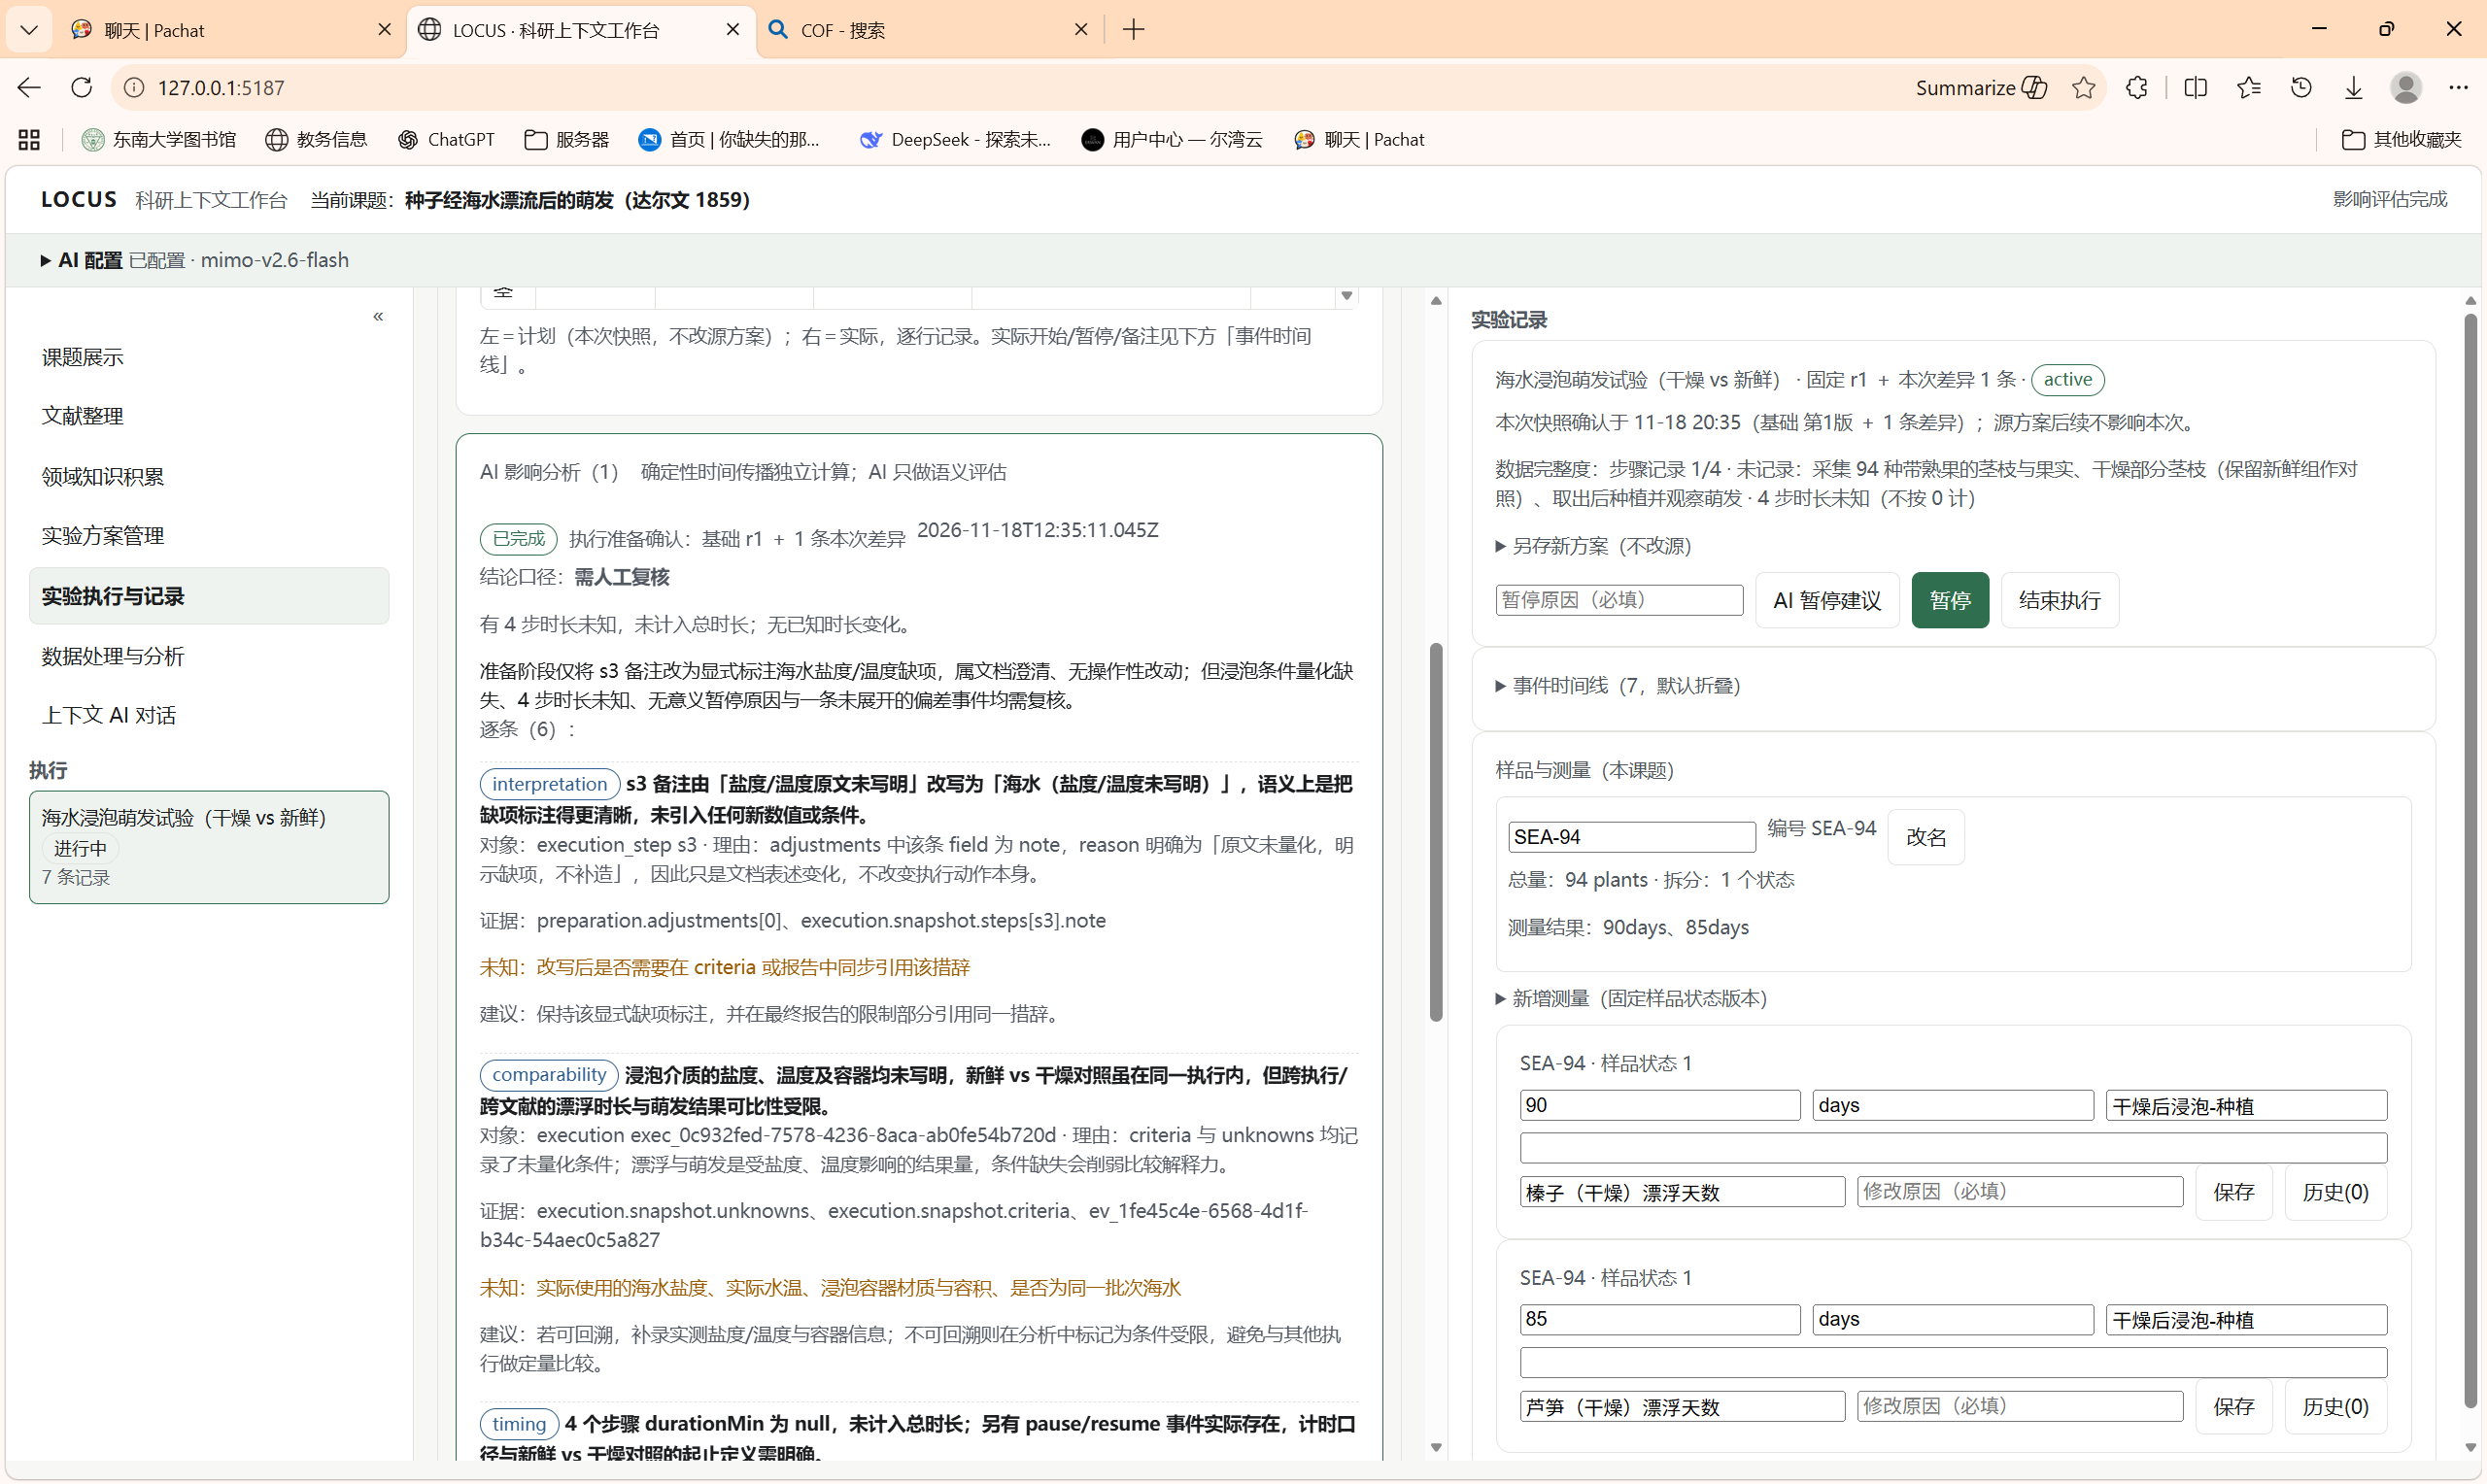 聊天 | Pachat
LOCUS · 科研上下文工作台
COF - 搜索
127.0.0.1:5187
Summarize
东南大学图书馆
教务信息
ChatGPT
服务器
首页 | 你缺失的那...
DeepSeek - 探索未...
用户中心 — 尔湾云
聊天 | Pachat
其他收藏夹
LOCUS 科研上下文工作台 当前课题：种子经海水漂流后的萌发（达尔文 1859）
影响评估完成
▶ AI 配置 已配置 · mimo-v2.6-flash
«
课题展示
文献整理
领域知识积累
实验方案管理
实验执行与记录
数据处理与分析
上下文 AI 对话
执行
海水浸泡萌发试验（干燥 vs 新鲜）
进行中
7 条记录
左＝计划（本次快照，不改源方案）；右＝实际，逐行记录。实际开始/暂停/备注见下方「事件时间
线」。
AI 影响分析（1） 确定性时间传播独立计算；AI 只做语义评估
已完成 执行准备确认：基础 r1 ＋ 1 条本次差异 2026-11-18T12:35:11.045Z
结论口径：需人工复核
有 4 步时长未知，未计入总时长；无已知时长变化。
准备阶段仅将 s3 备注改为显式标注海水盐度/温度缺项，属文档澄清、无操作性改动；但浸泡条件量化缺
失、4 步时长未知、无意义暂停原因与一条未展开的偏差事件均需复核。
逐条（6）：
interpretation s3 备注由「盐度/温度原文未写明」改写为「海水（盐度/温度未写明）」，语义上是把
缺项标注得更清晰，未引入任何新数值或条件。
对象：execution_step s3 · 理由：adjustments 中该条 field 为 note，reason 明确为「原文未量化，明
示缺项，不补造」，因此只是文档表述变化，不改变执行动作本身。
证据：preparation.adjustments[0]、execution.snapshot.steps[s3].note
未知：改写后是否需要在 criteria 或报告中同步引用该措辞
建议：保持该显式缺项标注，并在最终报告的限制部分引用同一措辞。
comparability 浸泡介质的盐度、温度及容器均未写明，新鲜 vs 干燥对照虽在同一执行内，但跨执行/
跨文献的漂浮时长与萌发结果可比性受限。
对象：execution exec_0c932fed-7578-4236-8aca-ab0fe54b720d · 理由：criteria 与 unknowns 均记
录了未量化条件；漂浮与萌发是受盐度、温度影响的结果量，条件缺失会削弱比较解释力。
证据：execution.snapshot.unknowns、execution.snapshot.criteria、ev_1fe45c4e-6568-4d1f-
b34c-54aec0c5a827
未知：实际使用的海水盐度、实际水温、浸泡容器材质与容积、是否为同一批次海水
建议：若可回溯，补录实测盐度/温度与容器信息；不可回溯则在分析中标记为条件受限，避免与其他执
行做定量比较。
timing 4 个步骤 durationMin 为 null，未计入总时长；另有 pause/resume 事件实际存在，计时口
径与新鲜 vs 干燥对照的起止定义需明确。
实验记录
海水浸泡萌发试验（干燥 vs 新鲜） · 固定 r1 ＋ 本次差异 1 条 · active
本次快照确认于 11-18 20:35（基础 第1版 ＋ 1 条差异）；源方案后续不影响本次。
数据完整度：步骤记录 1/4 · 未记录：采集 94 种带熟果的茎枝与果实、干燥部分茎枝（保留新鲜组作对
照）、取出后种植并观察萌发 · 4 步时长未知（不按 0 计）
▶ 另存新方案（不改源）
暂停原因（必填） AI 暂停建议 暂停 结束执行
▶ 事件时间线（7，默认折叠）
样品与测量（本课题）
SEA-94 编号 SEA-94 改名
总量：94 plants · 拆分：1 个状态
测量结果：90days、85days
▶ 新增测量（固定样品状态版本）
SEA-94 · 样品状态 1
90 days 干燥后浸泡-种植
榛子（干燥）漂浮天数 修改原因（必填） 保存 历史(0)
SEA-94 · 样品状态 1
85 days 干燥后浸泡-种植
芦笋（干燥）漂浮天数 修改原因（必填） 保存 历史(0)